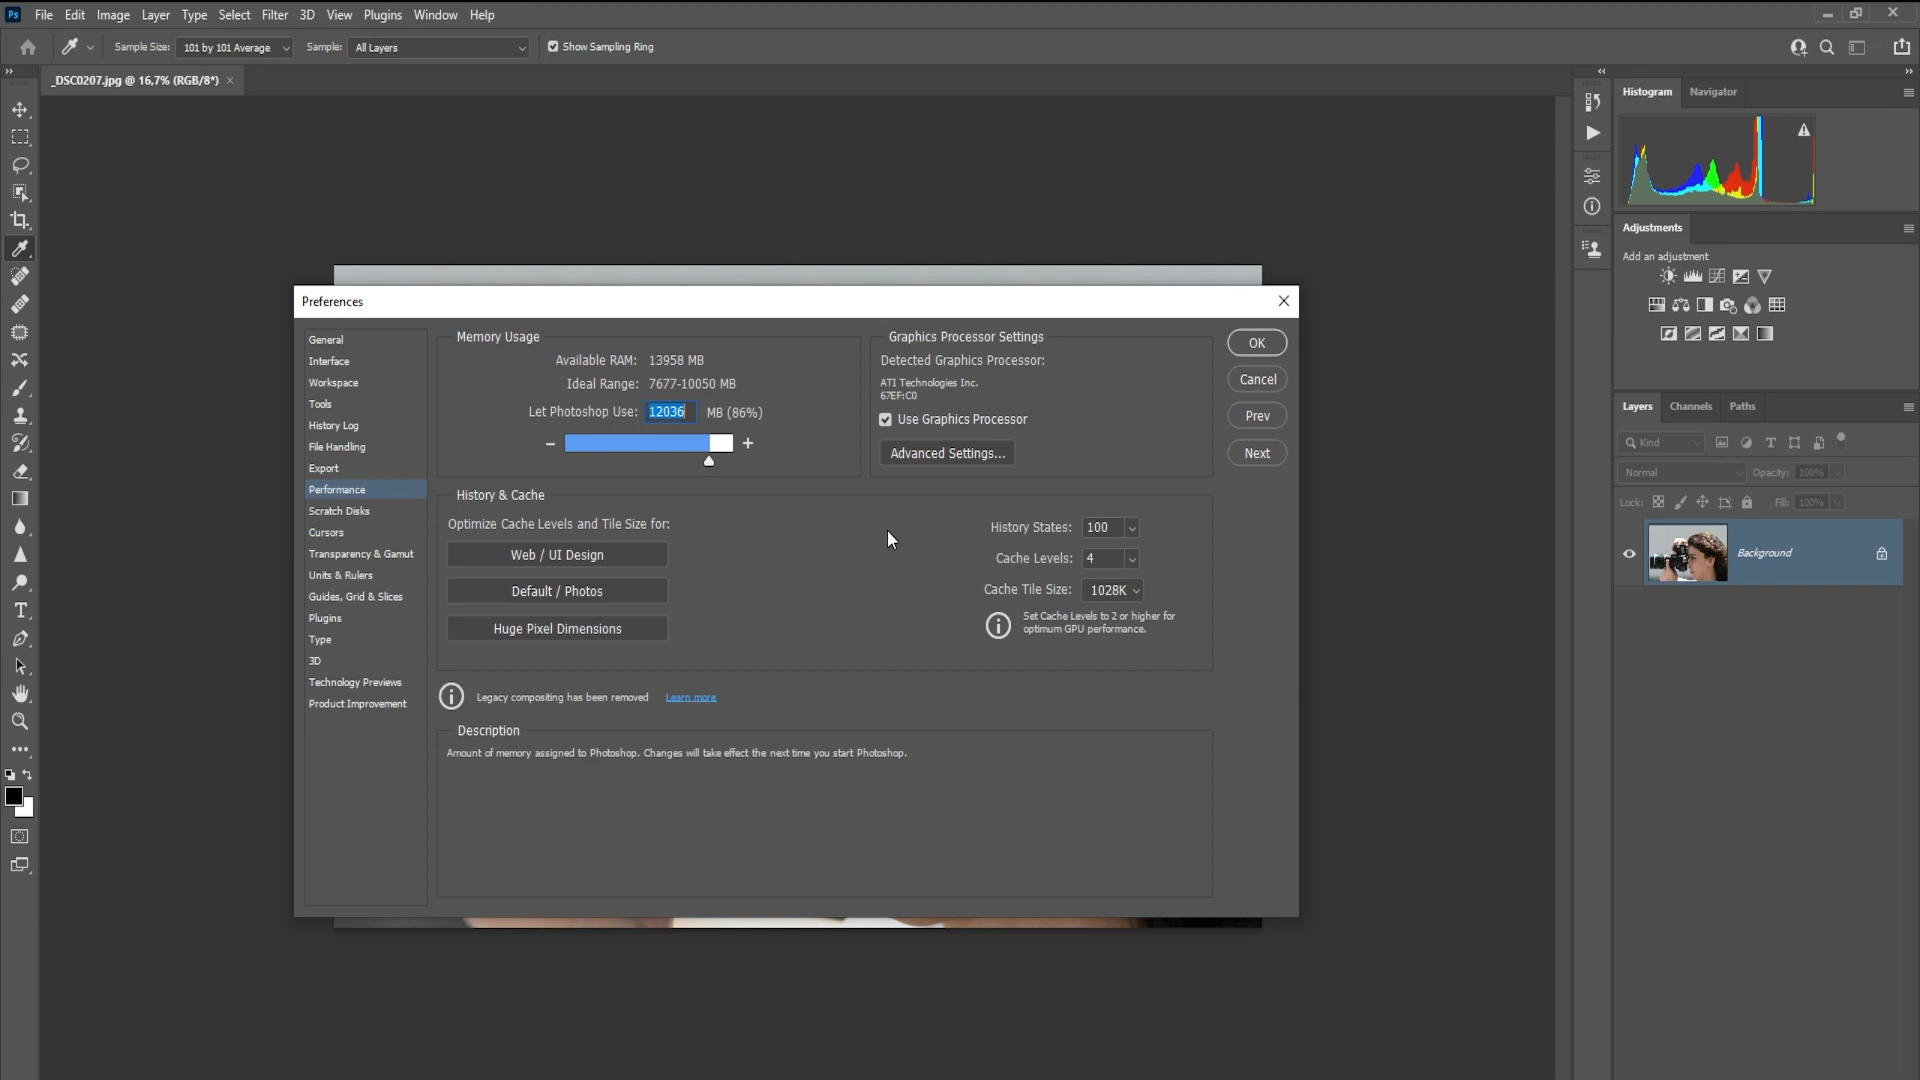 Ps File Edit Image Layer Type Select Filter 3D View Plugins Window Help
Sample Size: 101 by 101 Average Sample: All Layers Show Sampling Ring
_DSC0207.jpg @ 16,7% (RGB/8*)
Histogram Navigator
Adjustments
Add an adjustment
Layers Channels Paths
Kind
Normal Opacity: 100%
Lock: Fill: 100%
Background
Preferences
General
Interface
Workspace
Tools
History Log
File Handling
Export
Performance
Scratch Disks
Cursors
Transparency & Gamut
Units & Rulers
Guides, Grid & Slices
Plugins
Type
3D
Technology Previews
Product Improvement
Memory Usage
Available RAM: 13958 MB
Ideal Range: 7677-10050 MB
Let Photoshop Use: 12036 MB (86%)
Graphics Processor Settings
Detected Graphics Processor:
ATI Technologies Inc.
67EF:C0
Use Graphics Processor
Advanced Settings...
OK
Cancel
Prev
Next
History & Cache
Optimize Cache Levels and Tile Size for:
Web / UI Design
Default / Photos
Huge Pixel Dimensions
History States: 100
Cache Levels: 4
Cache Tile Size: 1028K
Set Cache Levels to 2 or higher for
optimum GPU performance.
Legacy compositing has been removed Learn more
Description
Amount of memory assigned to Photoshop. Changes will take effect the next time you start Photoshop.